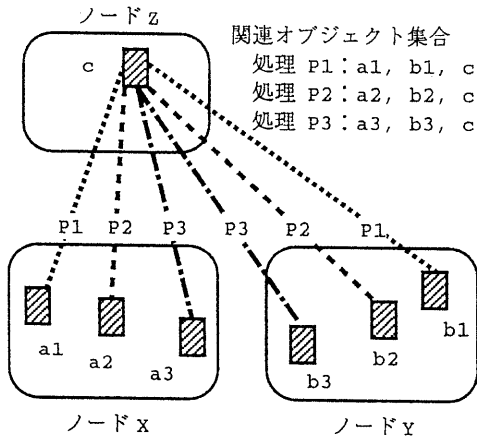 ノードZ
関連オブジェクト集合
処理 P1：a1, b1, c
処理 P2：a2, b2, c
処理 P3：a3, b3, c
c
P1 P2 P3 P3 P2 P1
a1 a2 a3
b3 b2 b1
ノードX
ノードY